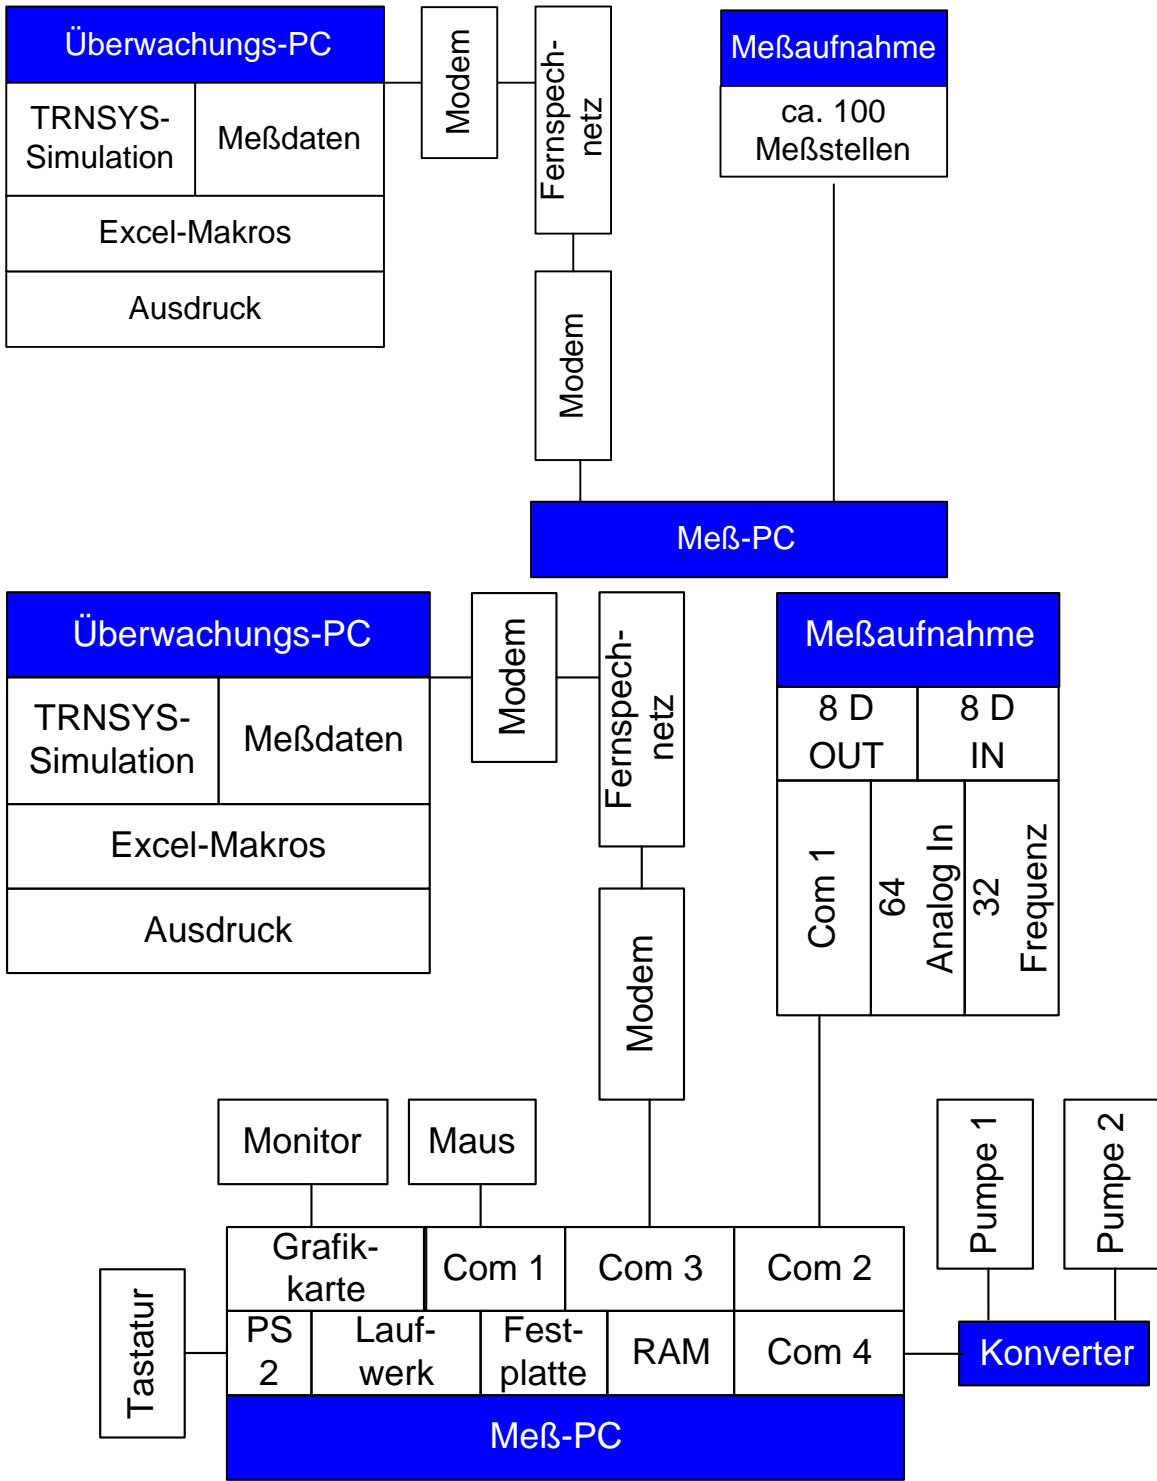 Überwachungs-PC
TRNSYS-
Simulation
Meßdaten
Excel-Makros
Ausdruck
Modem
Fernspech-
netz
Modem
Meßaufnahme
ca. 100
Meßstellen
Meß-PC
Überwachungs-PC
TRNSYS-
Simulation
Meßdaten
Excel-Makros
Ausdruck
Modem
Fernspech-
netz
Modem
Meßaufnahme
8 D
OUT
8 D
IN
Com 1
64
Analog In
32
Frequenz
Monitor
Maus
Pumpe 1
Pumpe 2
Tastatur
Grafik-
karte
Com 1
Com 3
Com 2
PS
2
Lauf-
werk
Fest-
platte
RAM
Com 4
Konverter
Meß-PC